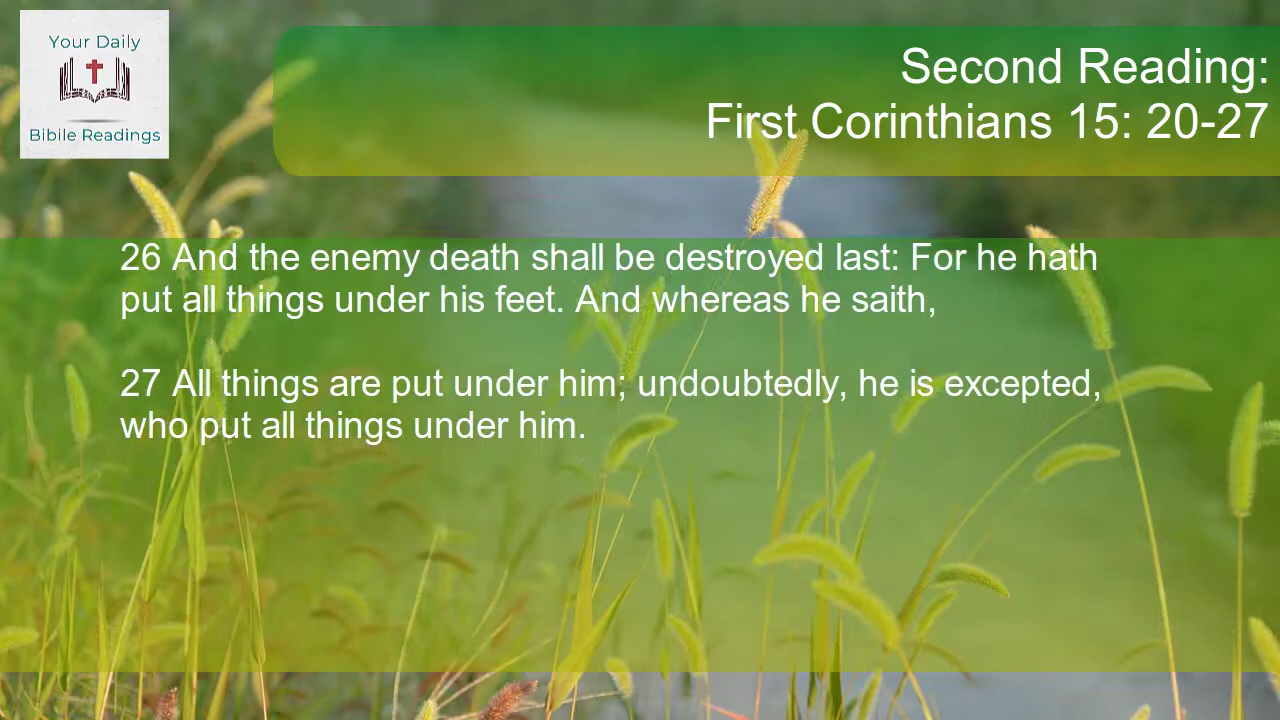 Your Daily
Bibile Readings
Second Reading:
First Corinthians 15: 20-27
26 And the enemy death shall be destroyed last: For he hath
put all things under his feet. And whereas he saith,
27 All things are put under him; undoubtedly, he is excepted,
who put all things under him.